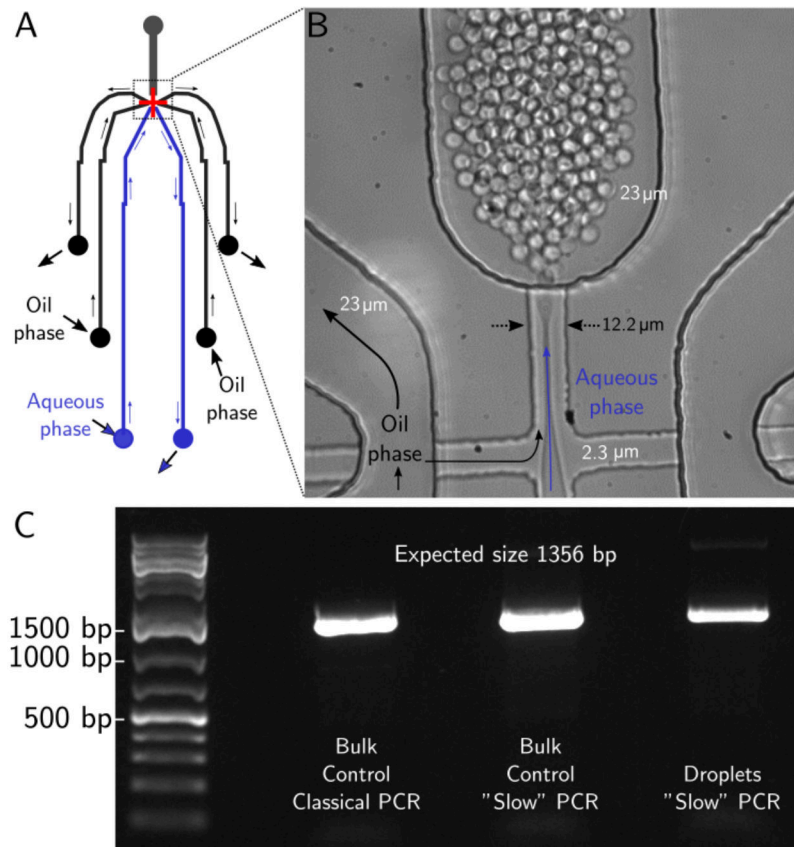 A
Oil
phase
Oil
phase
Aqueous
phase
B
23 µm
23 µm
12.2 µm
Aqueous
phase
Oil
phase
2.3 µm
C
Expected size 1356 bp
1500 bp
1000 bp
500 bp
Bulk
Control
Classical PCR
Bulk
Control
"Slow" PCR
Droplets
"Slow" PCR